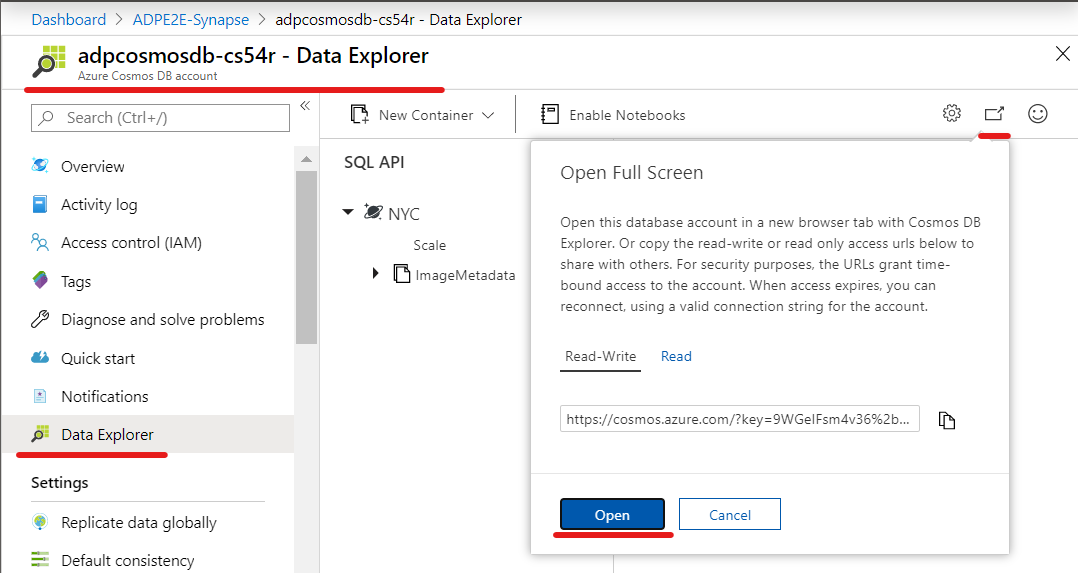 Dashboard > ADPE2E-Synapse > adpcosmosdb-cs54r - Data Explorer
adpcosmosdb-cs54r - Data Explorer
Azure Cosmos DB account
Search (Ctrl+/)
Overview
Activity log
Access control (IAM)
Tags
Diagnose and solve problems
Quick start
Notifications
Data Explorer
Settings
Replicate data globally
Default consistency
New Container
Enable Notebooks
SQL API
NYC
Scale
ImageMetadata
Open Full Screen
Open this database account in a new browser tab with Cosmos DB
Explorer. Or copy the read-write or read only access urls below to
share with others. For security purposes, the URLs grant time-
bound access to the account. When access expires, you can
reconnect, using a valid connection string for the account.
Read-Write Read
https://cosmos.azure.com/?key=9WGeIFsm4v36%2b...
Open Cancel